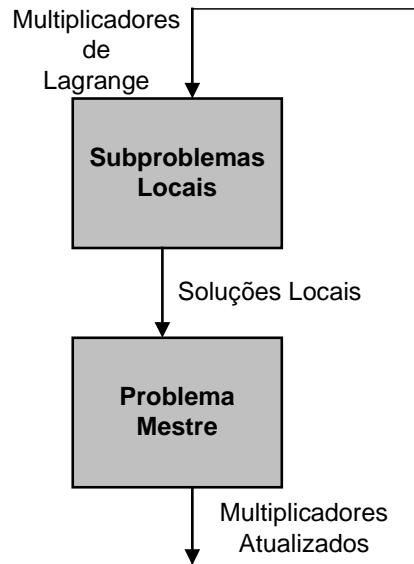 Multiplicadores
de
Lagrange
Subproblemas
Locais
Soluções Locais
Problema
Mestre
Multiplicadores
Atualizados